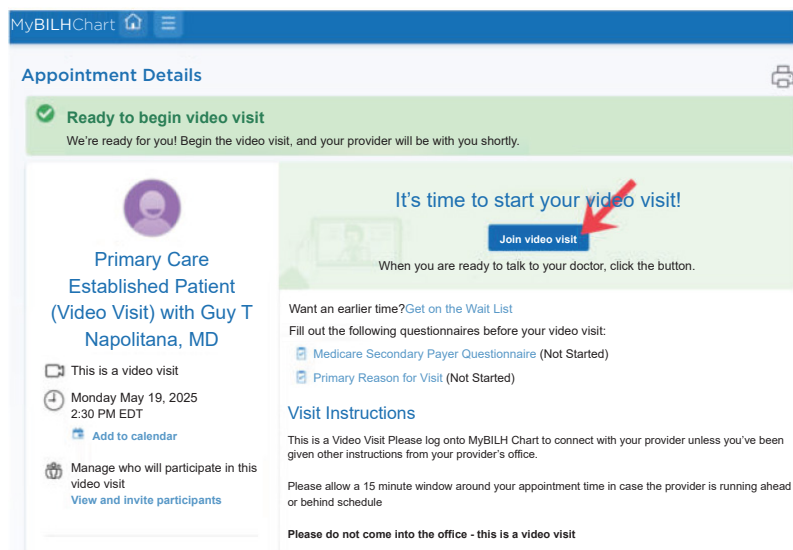 MyBILHChart
Appointment Details
Ready to begin video visit
We're ready for you! Begin the video visit, and your provider will be with you shortly.
Primary Care
Established Patient
(Video Visit) with Guy T
Napolitana, MD
This is a video visit
Monday May 19, 2025
2:30 PM EDT
Add to calendar
Manage who will participate in this
video visit
View and invite participants
It's time to start your video visit!
Join video visit
When you are ready to talk to your doctor, click the button.
Want an earlier time?Get on the Wait List
Fill out the following questionnaires before your video visit:
Medicare Secondary Payer Questionnaire (Not Started)
Primary Reason for Visit (Not Started)
Visit Instructions
This is a Video Visit Please log onto MyBILH Chart to connect with your provider unless you've been
given other instructions from your provider's office.
Please allow a 15 minute window around your appointment time in case the provider is running ahead
or behind schedule
Please do not come into the office - this is a video visit